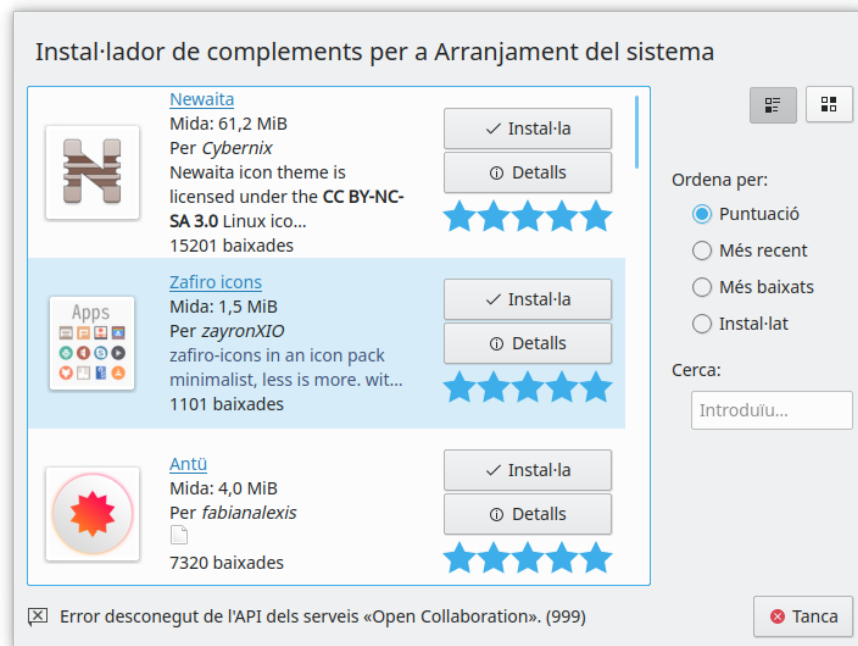 Instal·lador de complements per a Arranjament del sistema
Newaita
Mida: 61,2 MiB
Per Cybernix
Newaita icon theme is
licensed under the CC BY-NC-
SA 3.0 Linux ico...
15201 baixades
Instal·la
Detalls
Zafiro icons
Mida: 1,5 MiB
Per zayronXIO
zafiro-icons in an icon pack
minimalist, less is more. wit...
1101 baixades
Apps
Instal·la
Detalls
Antü
Mida: 4,0 MiB
Per fabianalexis
7320 baixades
Instal·la
Detalls
Ordena per:
Puntuació
Més recent
Més baixats
Instal·lat
Cerca:
Introduïu...
Error desconegut de l'API dels serveis «Open Collaboration». (999)
Tanca